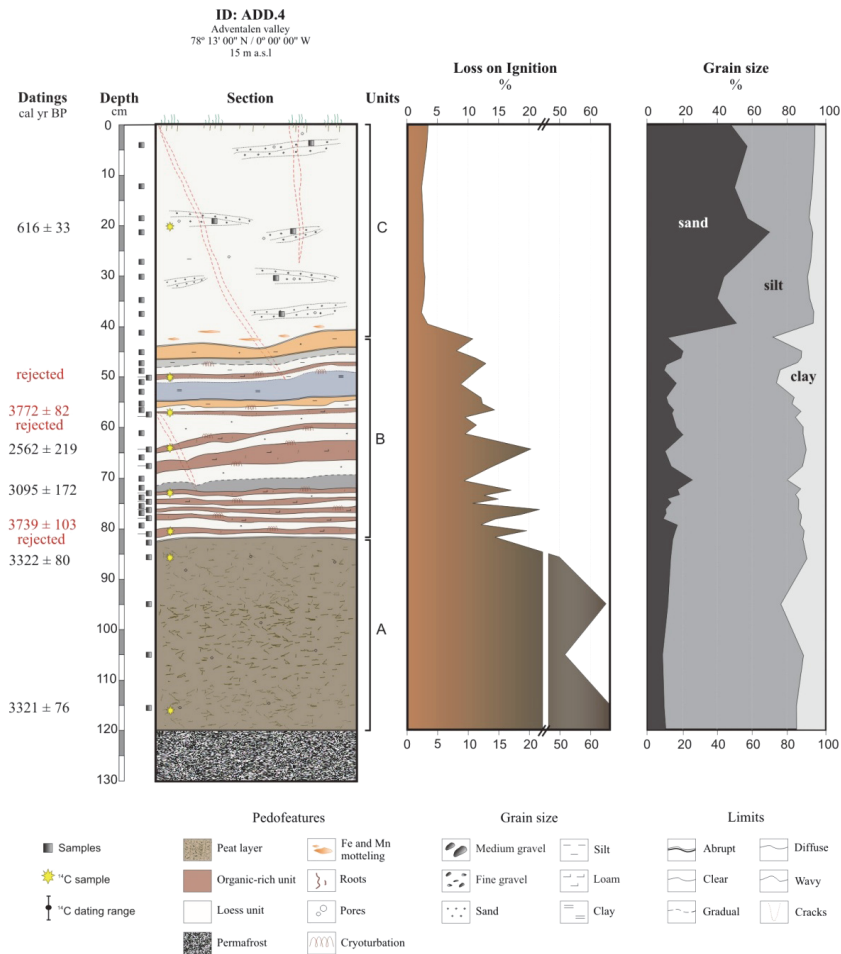 ID: ADD.4
Adventalen valley
78º 13' 00" N / 0º 00' 00" W
15 m a.s.l
Loss on Ignition
%
Grain size
%
Datings
cal yr BP
Depth
cm
Section
Units
0 5 10 15 20 50 60
0 20 40 60 80 100
0
10
20
30
40
50
60
70
80
90
100
110
120
130
616 ± 33
rejected
3772 ± 82
rejected
2562 ± 219
3095 ± 172
3739 ± 103
rejected
3322 ± 80
3321 ± 76
C
B
A
sand
silt
clay
0 5 10 15 20 50 60
0 20 40 60 80 100
Pedofeatures
Grain size
Limits
Samples
14C sample
14C dating range
Peat layer
Organic-rich unit
Loess unit
Permafrost
Fe and Mn
motteling
Roots
Pores
Cryoturbation
Medium gravel
Fine gravel
Sand
Silt
Loam
Clay
Abrupt
Clear
Gradual
Diffuse
Wavy
Cracks